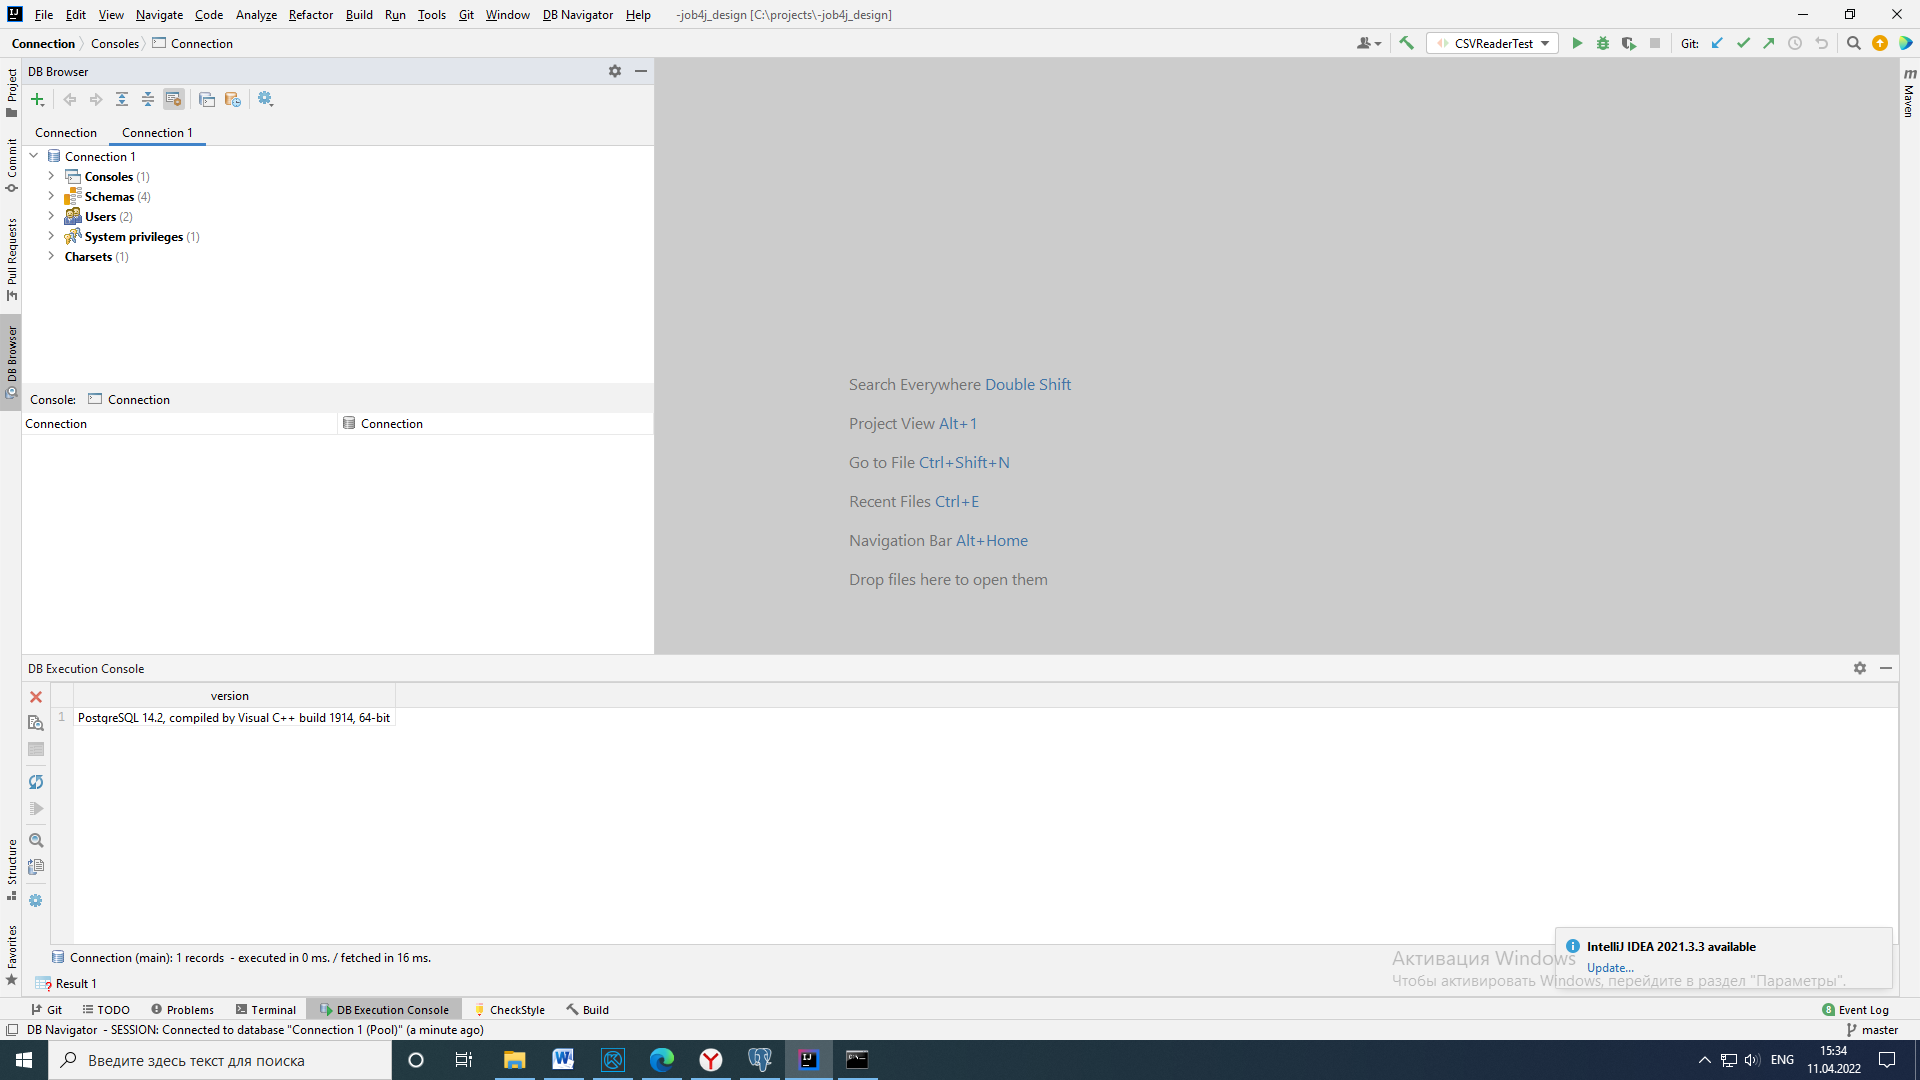 File Edit View Navigate Code Analyze Refactor Build Run Tools Git Window DB Navigator Help -job4j_design [C:\projects\-job4j_design]
Connection Consoles Connection CSVReaderTest Git:
DB Browser
Connection Connection 1
Connection 1
Consoles (1)
Schemas (4)
Users (2)
System privileges (1)
Charsets (1)
Console: Connection
Connection Connection
Project
Commit
Pull Requests
DB Browser
Structure
Favorites
m Maven
Search Everywhere Double Shift
Project View Alt+1
Go to File Ctrl+Shift+N
Recent Files Ctrl+E
Navigation Bar Alt+Home
Drop files here to open them
DB Execution Console
version
1 PostgreSQL 14.2, compiled by Visual C++ build 1914, 64-bit
Connection (main): 1 records - executed in 0 ms. / fetched in 16 ms.
Result 1
IntelliJ IDEA 2021.3.3 available
Update...
Активация Windows
Чтобы активировать Windows, перейдите в раздел "Параметры".
Git TODO Problems Terminal DB Execution Console CheckStyle Build 8 Event Log
DB Navigator - SESSION: Connected to database "Connection 1 (Pool)" (a minute ago) master
Введите здесь текст для поиска
ENG
15:34
11.04.2022